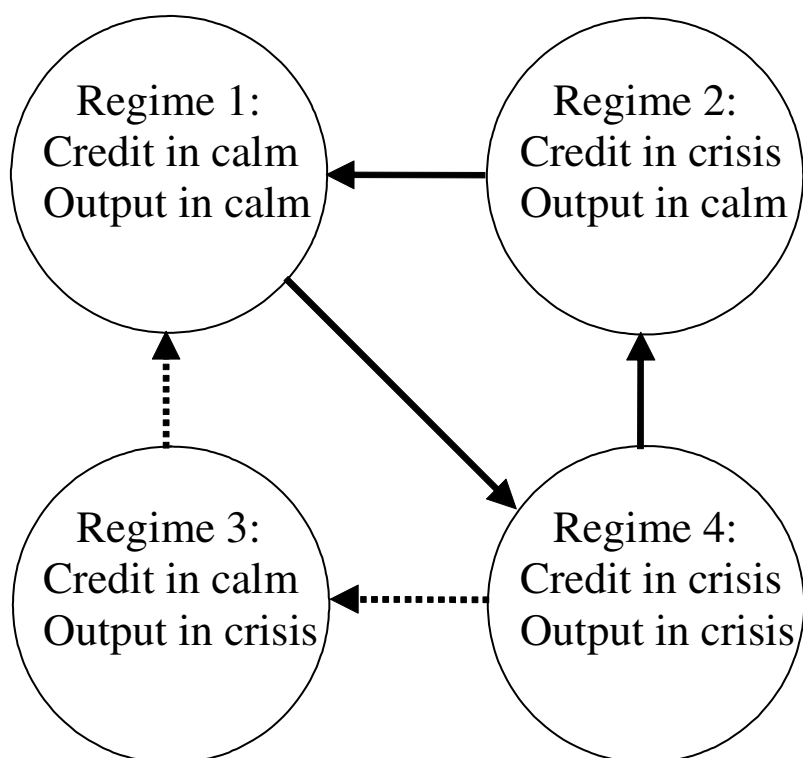 Regime 1:
Credit in calm
Output in calm
Regime 2:
Credit in crisis
Output in calm
Regime 3:
Credit in calm
Output in crisis
Regime 4:
Credit in crisis
Output in crisis